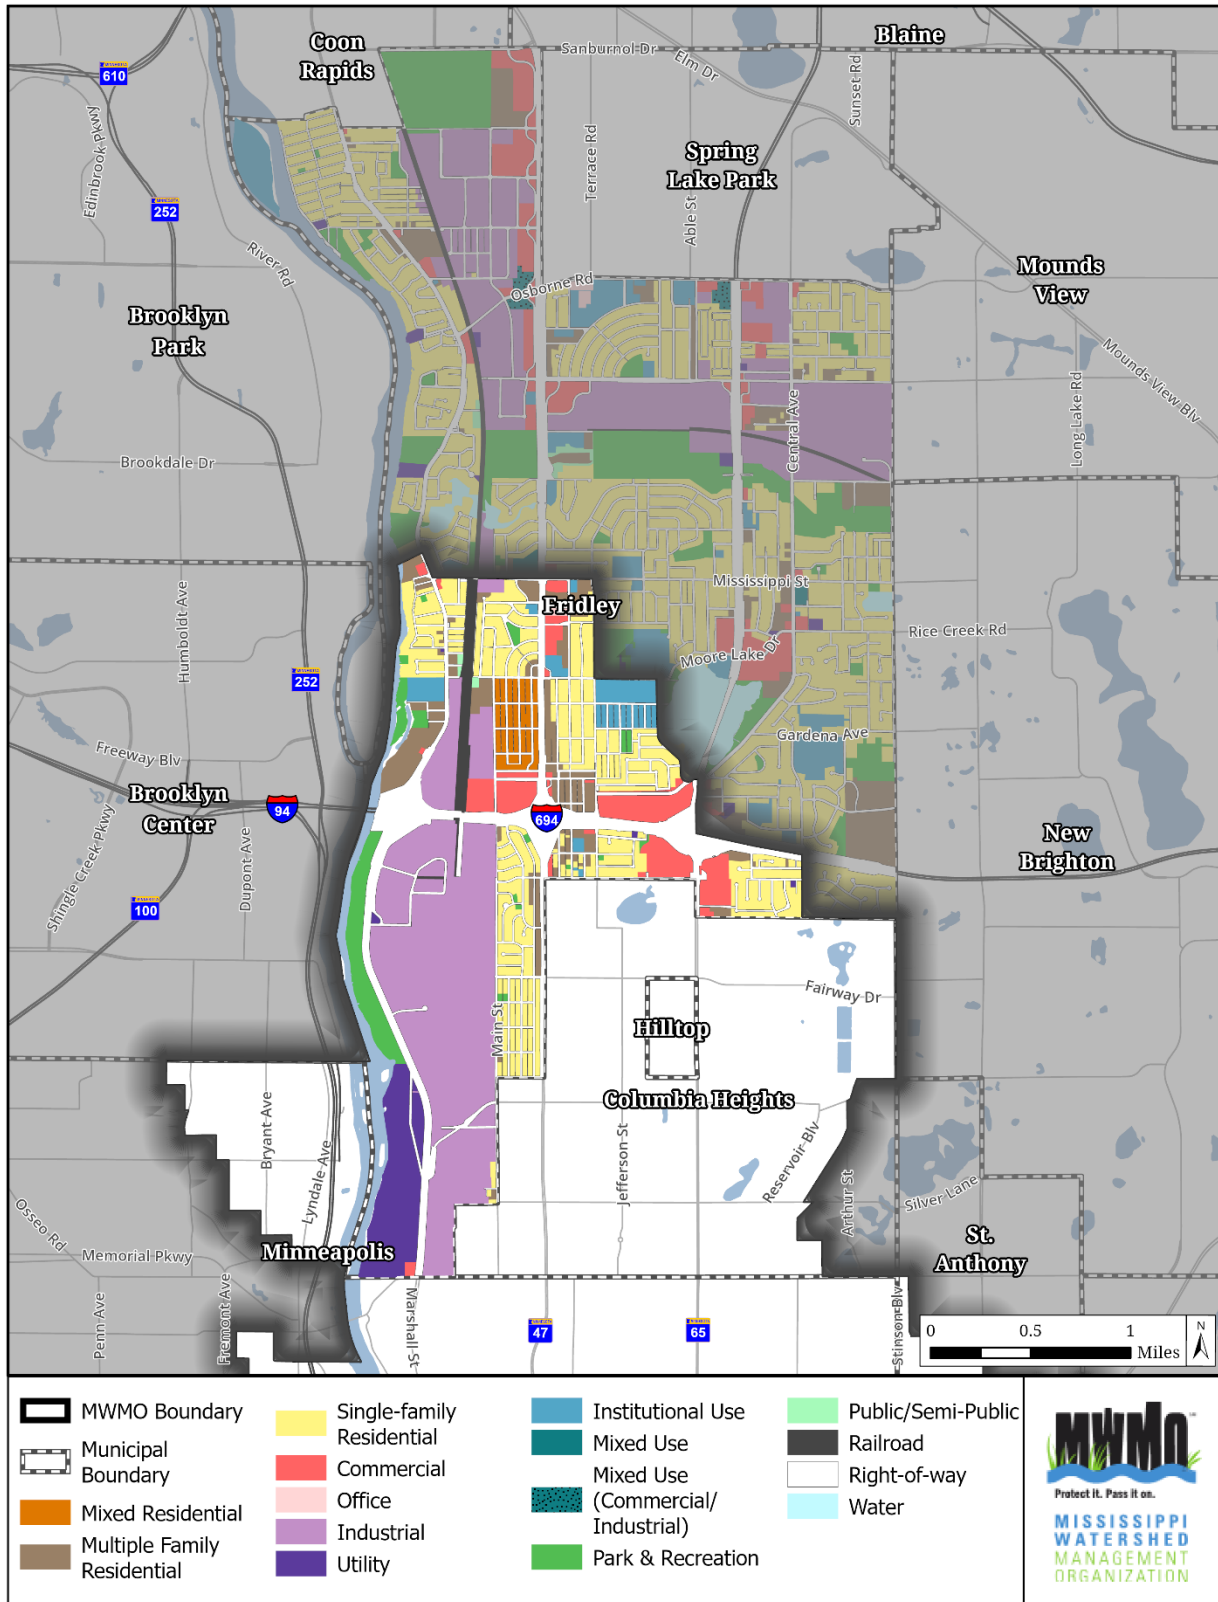 Coon
Rapids
Blaine
Sanburnol Dr
Elm Dr
Sunset Rd
610
Edinbrook Pkwy
Terrace Rd
Spring
Lake Park
Able St
252
River Rd
Mounds
View
Osborne Rd
Brooklyn
Park
Mounds View Blv
Long Lake Rd
Central Ave
Brookdale Dr
Mississippi St
Humboldt Ave
Fridley
Rice Creek Rd
Moore Lake Dr
252
Gardena Ave
Freeway Blv
Brooklyn
Center
94
694
New
Brighton
Shingle Creek Pkwy
Dupont Ave
100
Fairway Dr
Main St
Hilltop
Columbia Heights
Bryant Ave
Lyndale Ave
Jefferson St
Reservoir Blv
Arthur St
Silver Lane
Osseo Rd
Memorial Pkwy
Minneapolis
St.
Anthony
Penn Ave
Fremont Ave
Marshall St
47
65
Stinson Blv
0 0.5 1
Miles
N
MWMO Boundary
Municipal
Boundary
Mixed Residential
Multiple Family
Residential
Single-family
Residential
Commercial
Office
Industrial
Utility
Institutional Use
Mixed Use
Mixed Use
(Commercial/
Industrial)
Park & Recreation
Public/Semi-Public
Railroad
Right-of-way
Water
MWMO
Protect it. Pass it on.
MISSISSIPPI
WATERSHED
MANAGEMENT
ORGANIZATION